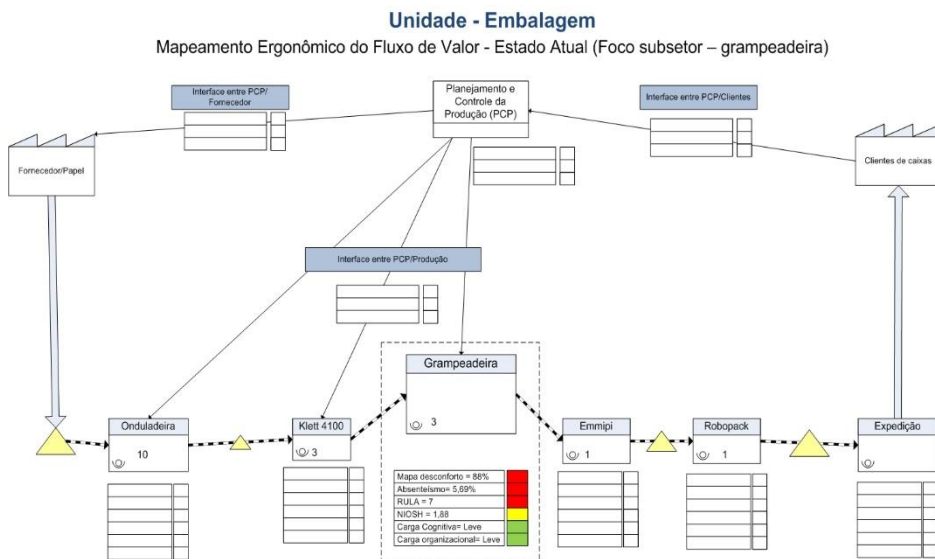 Unidade - Embalagem
Mapeamento Ergonômico do Fluxo de Valor - Estado Atual (Foco subsetor – grampeadeira)
Interface entre PCP/
Fornecedor
Planejamento e
Controle da
Produção (PCP)
Interface entre PCP/Clientes
Fornecedor/Papel
Clientes de caixas
Interface entre PCP/Produção
Grampeadeira
3
Onduladeira
10
Klett 4100
3
Emmipi
1
Robopack
1
Expedição
Mapa desconforto = 88%
Absenteísmo= 5,69%
RULA = 7
NIOSH = 1,88
Carga Cognitiva= Leve
Carga organizacional= Leve